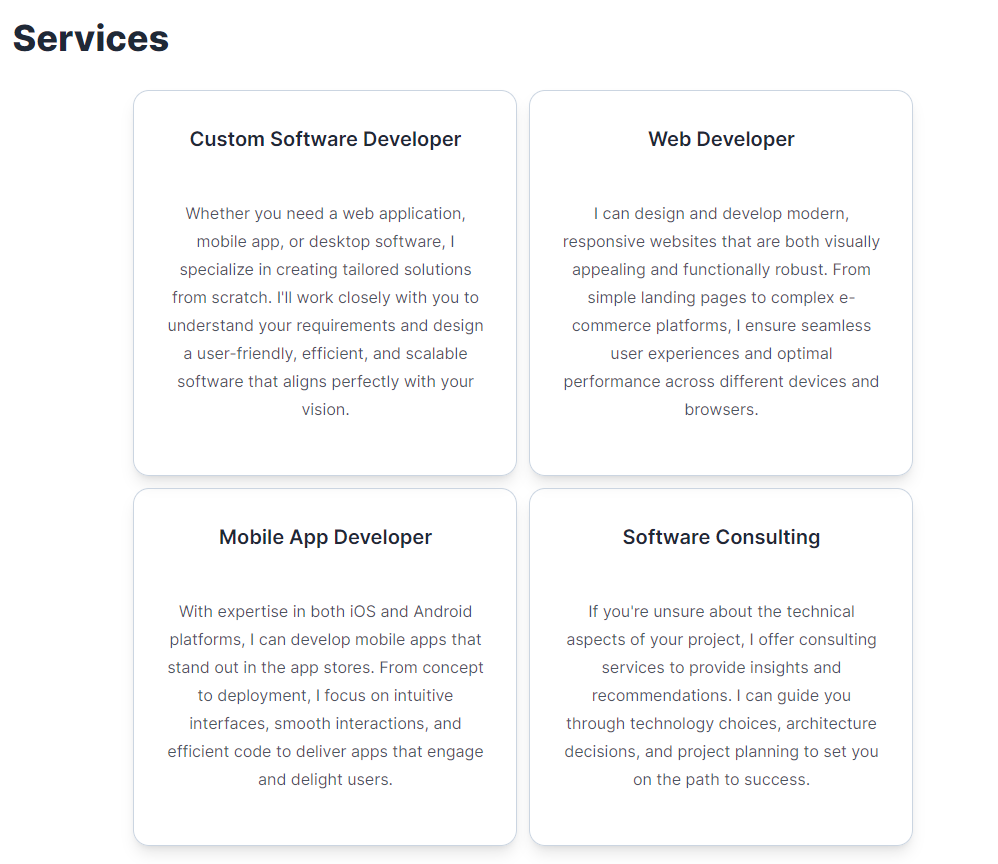 Services
Custom Software Developer
Whether you need a web application,
mobile app, or desktop software, I
specialize in creating tailored solutions
from scratch. I'll work closely with you to
understand your requirements and design
a user-friendly, efficient, and scalable
software that aligns perfectly with your
vision.
Web Developer
I can design and develop modern,
responsive websites that are both visually
appealing and functionally robust. From
simple landing pages to complex e-
commerce platforms, I ensure seamless
user experiences and optimal
performance across different devices and
browsers.
Mobile App Developer
With expertise in both iOS and Android
platforms, I can develop mobile apps that
stand out in the app stores. From concept
to deployment, I focus on intuitive
interfaces, smooth interactions, and
efficient code to deliver apps that engage
and delight users.
Software Consulting
If you're unsure about the technical
aspects of your project, I offer consulting
services to provide insights and
recommendations. I can guide you
through technology choices, architecture
decisions, and project planning to set you
on the path to success.